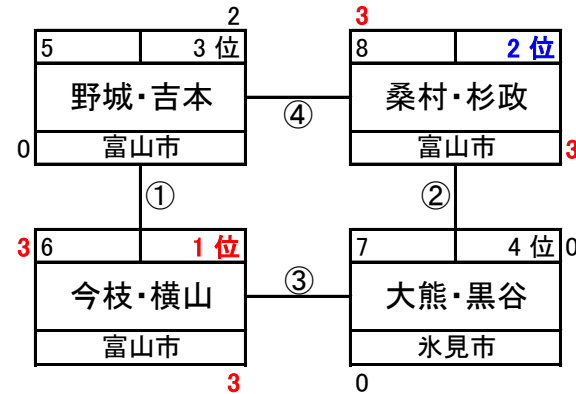 2 3
5 3 位 8 2 位
野城・吉本 桑村・杉政
④
0 富山市 富山市 3
① ②
3 6 1 位 7 4 位 0
今枝・横山 大熊・黒谷
③
富山市 氷見市
3 0